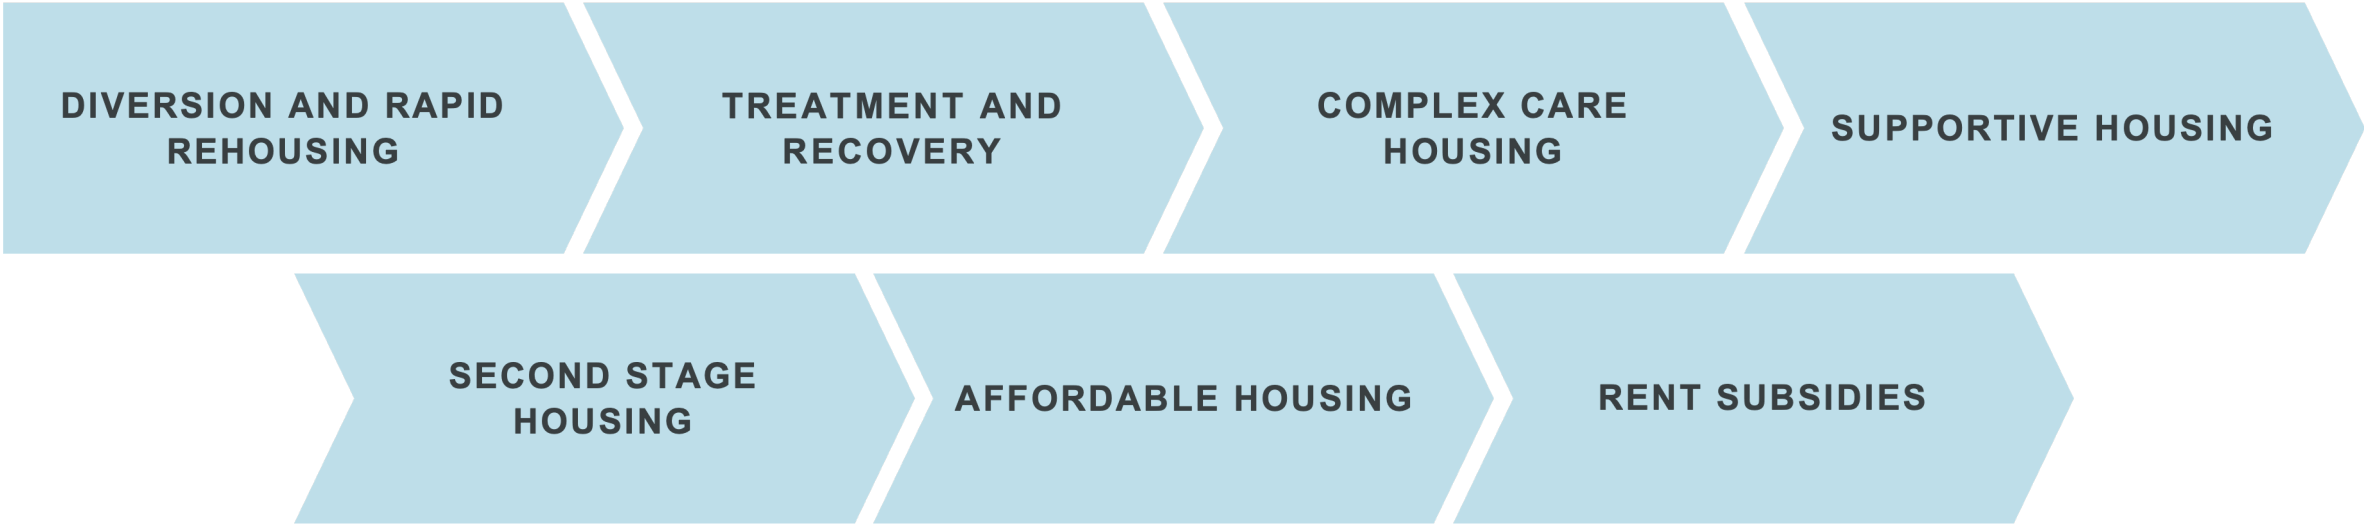 DIVERSION AND RAPID
REHOUSING
TREATMENT AND
RECOVERY
COMPLEX CARE
HOUSING
SUPPORTIVE HOUSING
SECOND STAGE
HOUSING
AFFORDABLE HOUSING
RENT SUBSIDIES